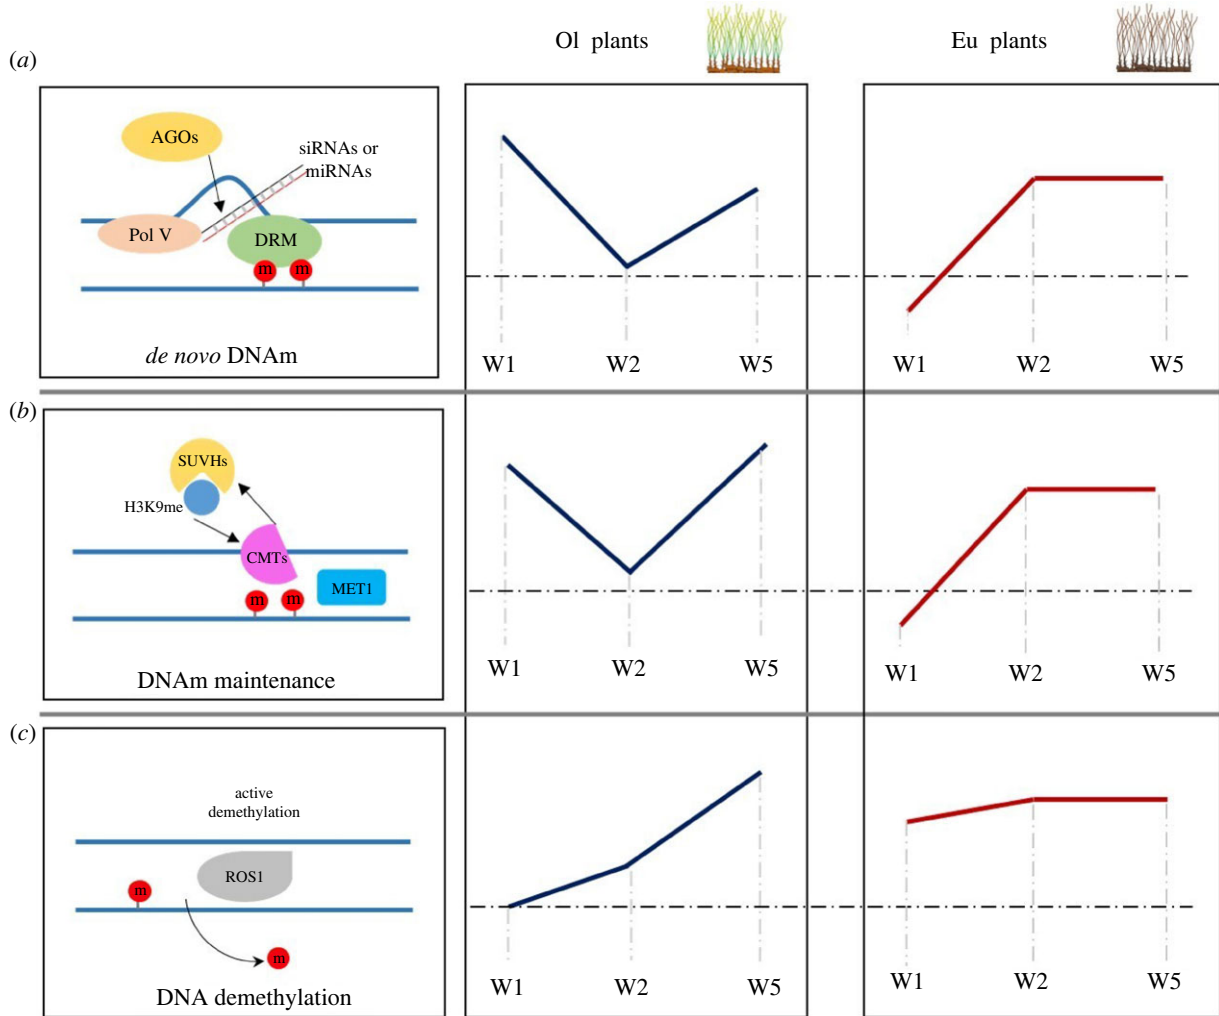 Ol plants
Eu plants
(a)
AGOs
siRNAs or
miRNAs
Pol V
DRM
m
m
de novo DNAm
W1
W2
W5
W1
W2
W5
(b)
SUVHs
H3K9me
CMTs
MET1
m
m
DNAm maintenance
W1
W2
W5
W1
W2
W5
(c)
active
demethylation
ROS1
m
m
DNA demethylation
W1
W2
W5
W1
W2
W5